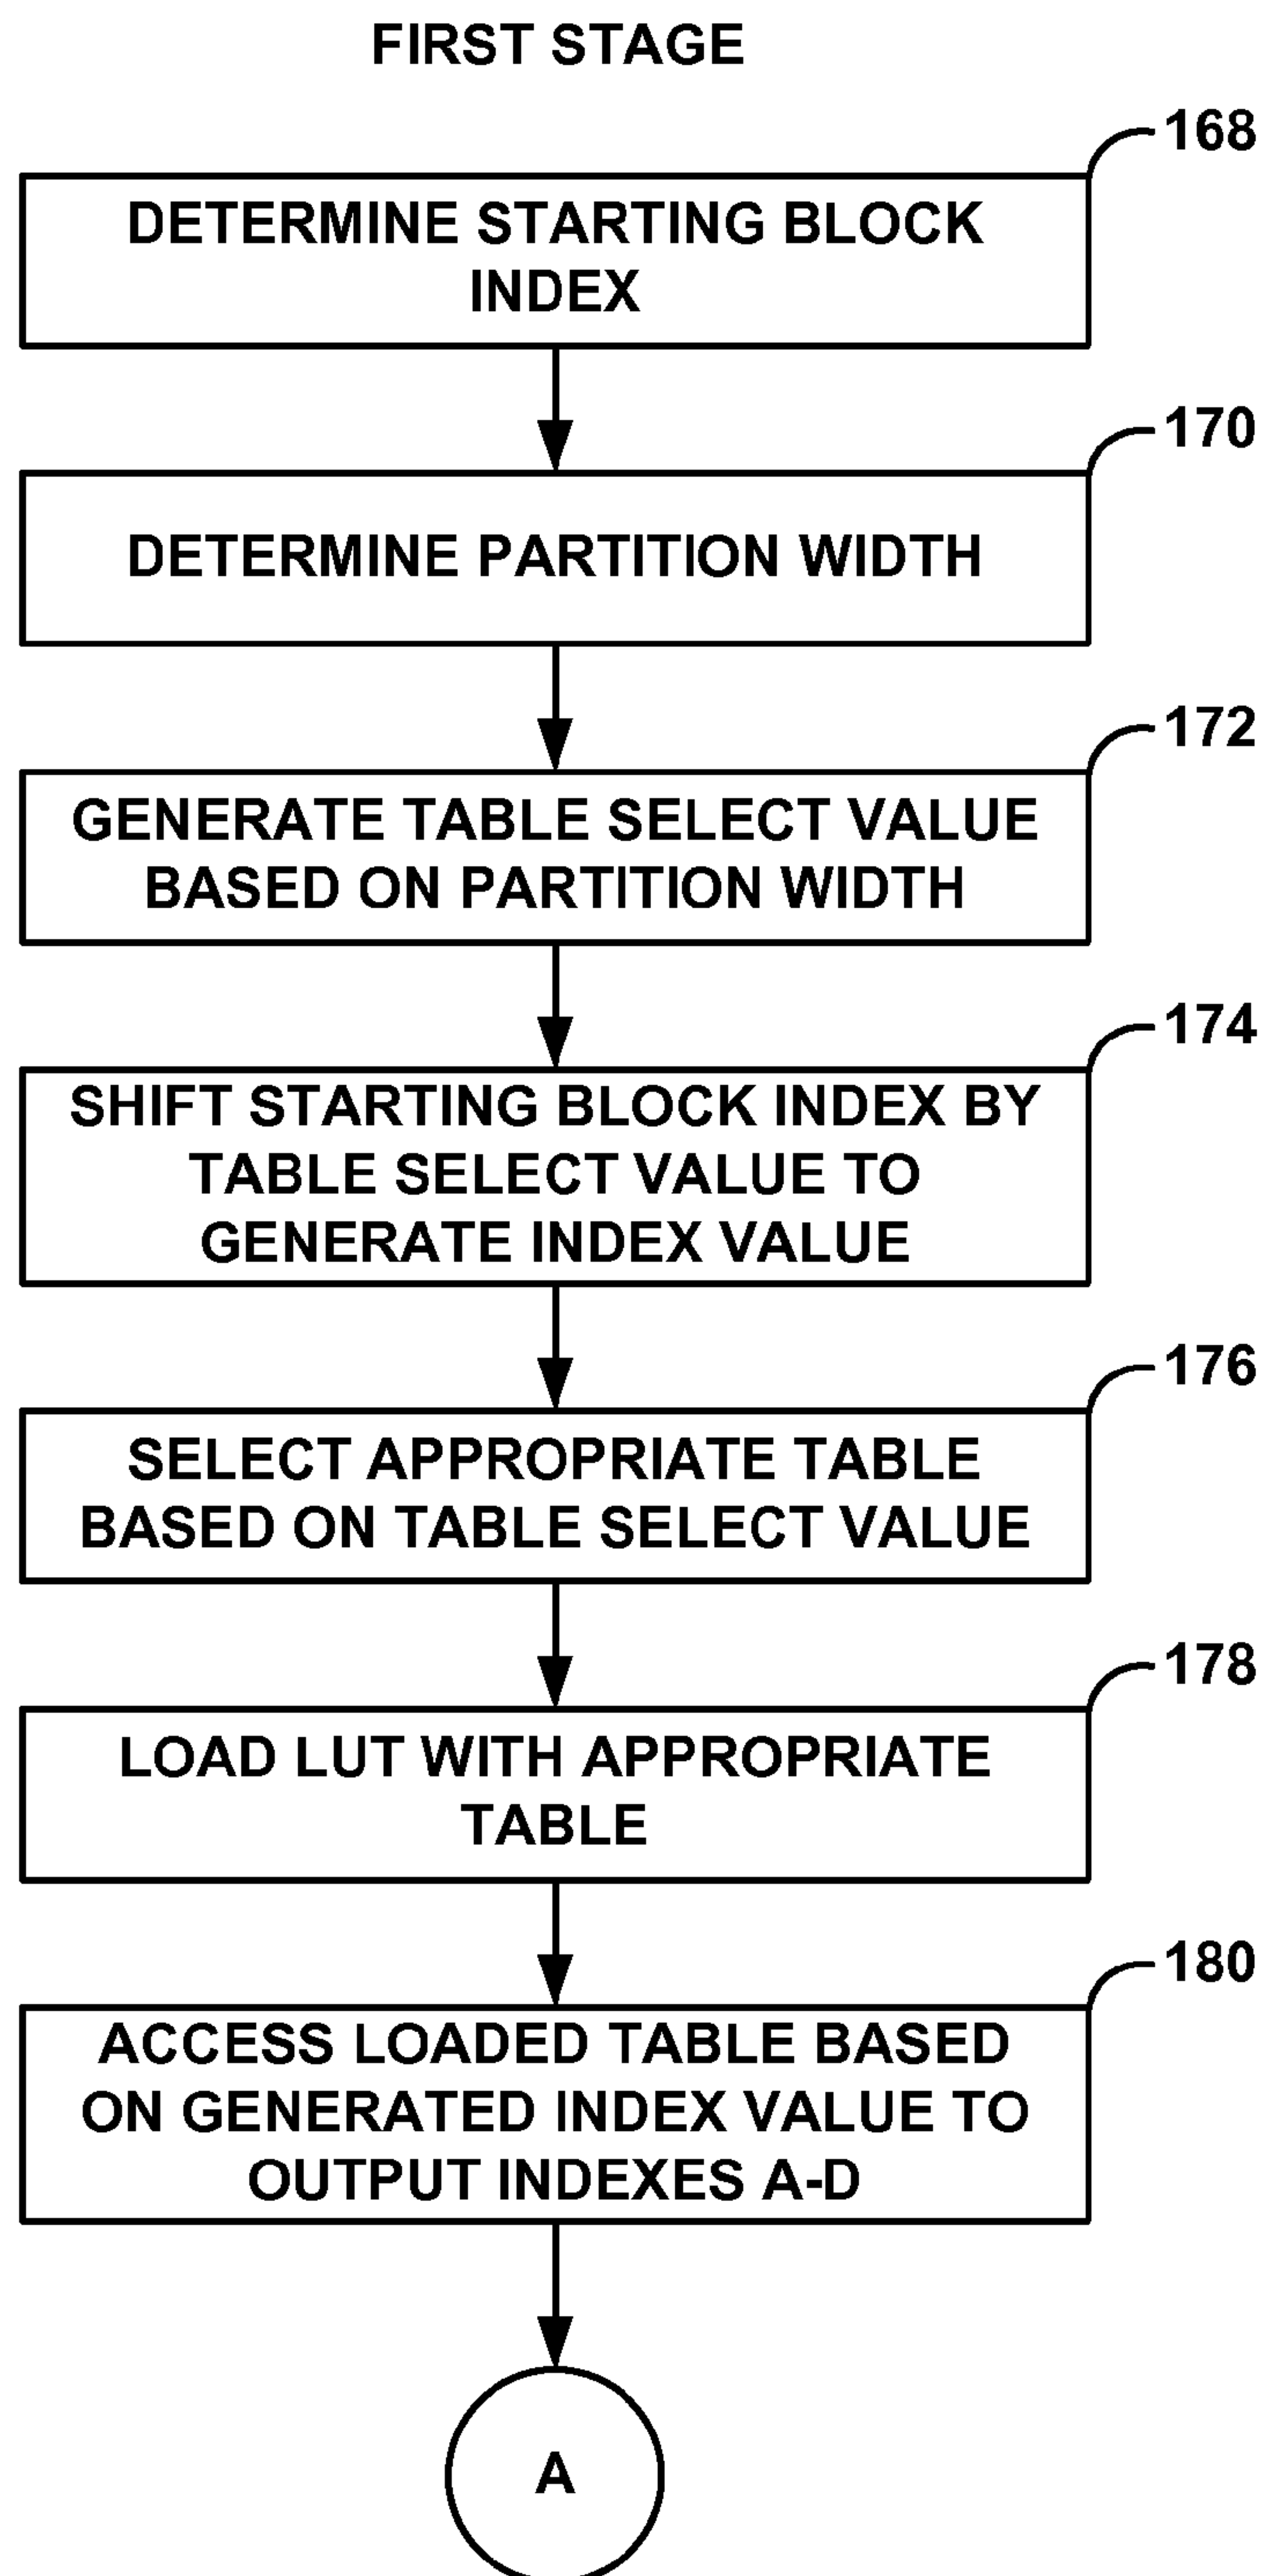 FIRST STAGE
168
DETERMINE STARTING BLOCK
INDEX
170
DETERMINE PARTITION WIDTH
172
GENERATE TABLE SELECT VALUE
BASED ON PARTITION WIDTH
174
SHIFT STARTING BLOCK INDEX BY
TABLE SELECT VALUE TO
GENERATE INDEX VALUE
176
SELECT APPROPRIATE TABLE
BASED ON TABLE SELECT VALUE
178
LOAD LUT WITH APPROPRIATE
TABLE
180
ACCESS LOADED TABLE BASED
ON GENERATED INDEX VALUE TO
OUTPUT INDEXES A-D
A